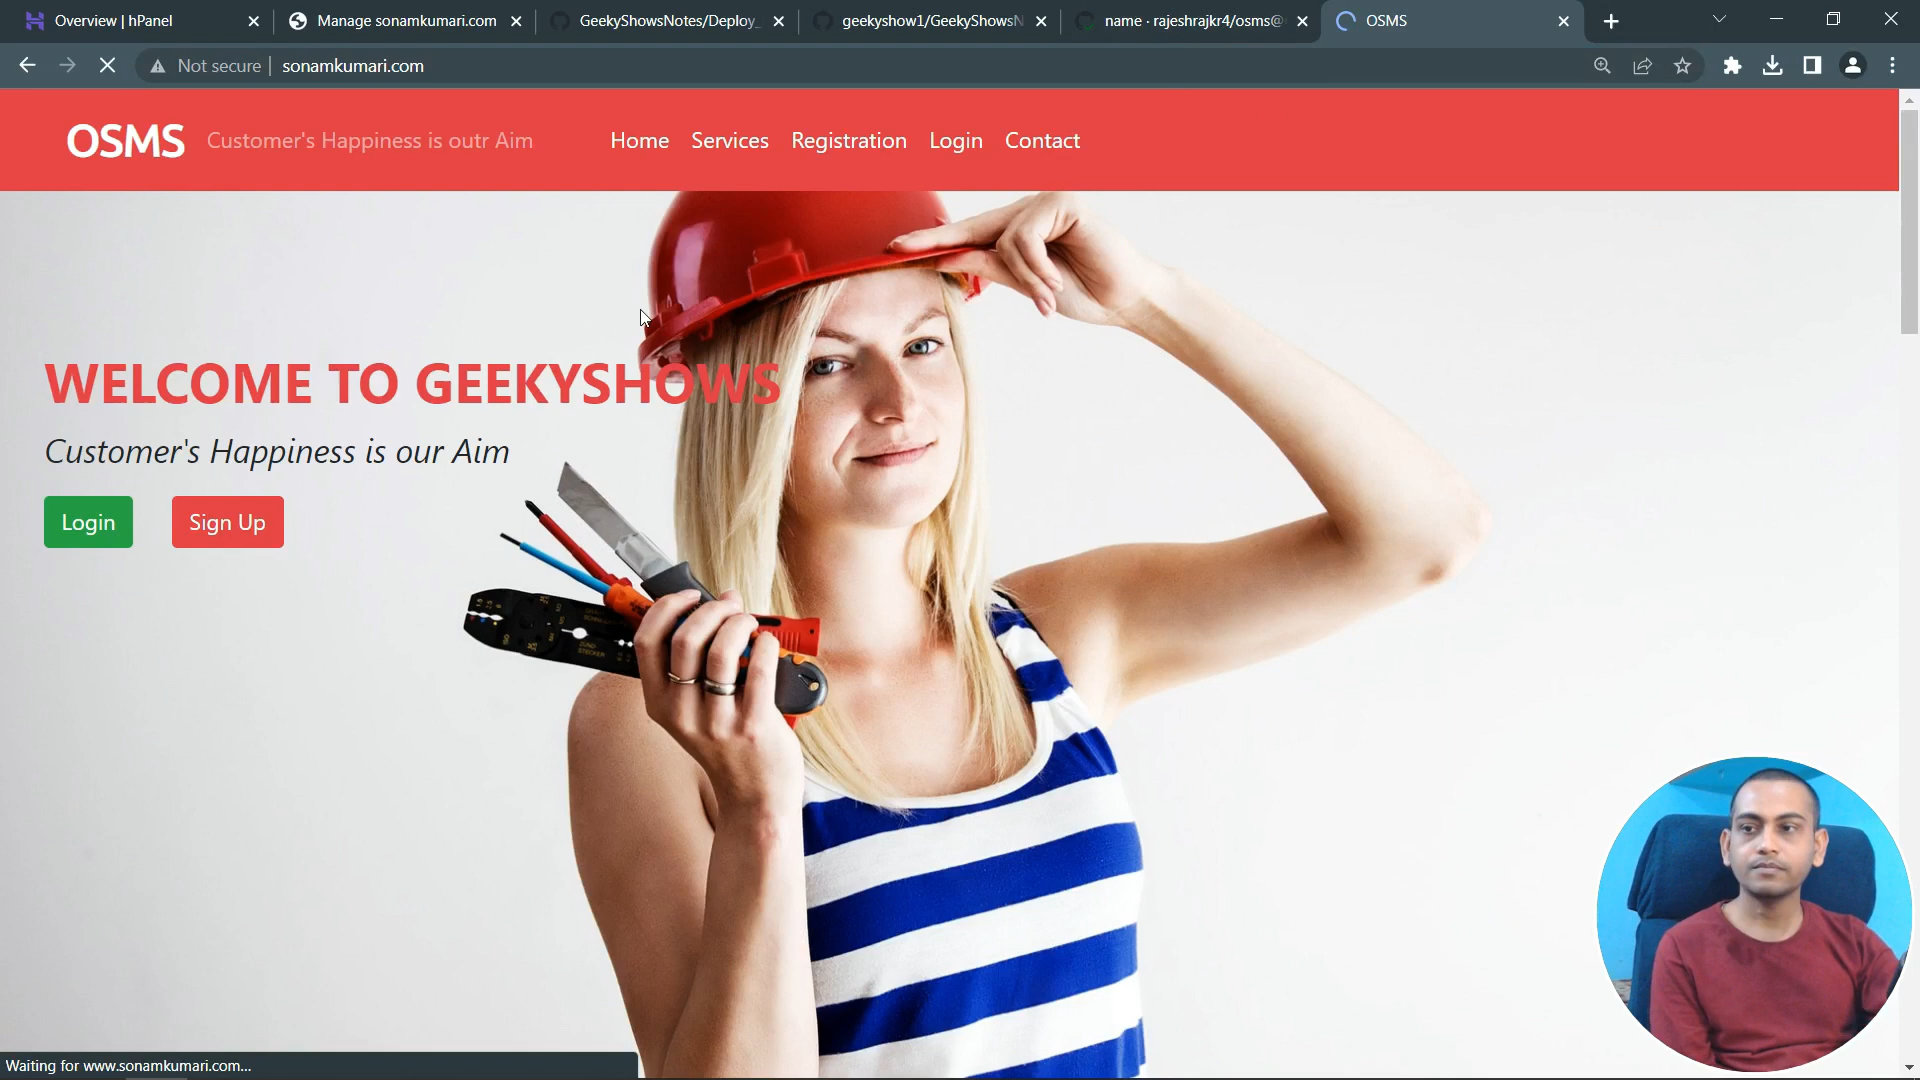 Overview | hPanel
Manage sonamkumari.com
GeekyShowsNotes/Deploy_
geekyshow1/GeekyShowsN
name · rajeshrajkr4/osms@
OSMS
Not secure | sonamkumari.com
OSMS Customer's Happiness is outr Aim Home Services Registration Login Contact
WELCOME TO GEEKYSHOWS
Customer's Happiness is our Aim
Login Sign Up
Waiting for www.sonamkumari.com...